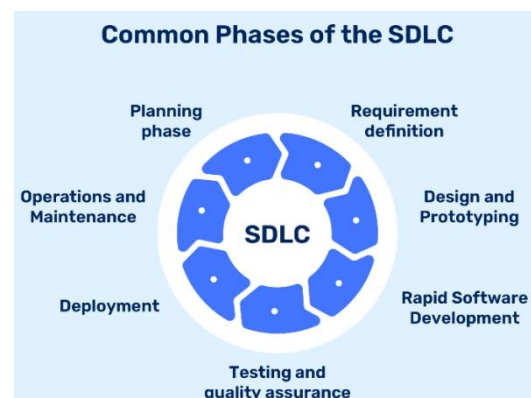 Common Phases of the SDLC
Planning
phase
Requirement
definition
Operations and
Maintenance
Design and
Prototyping
SDLC
Deployment
Rapid Software
Development
Testing and
quality assurance